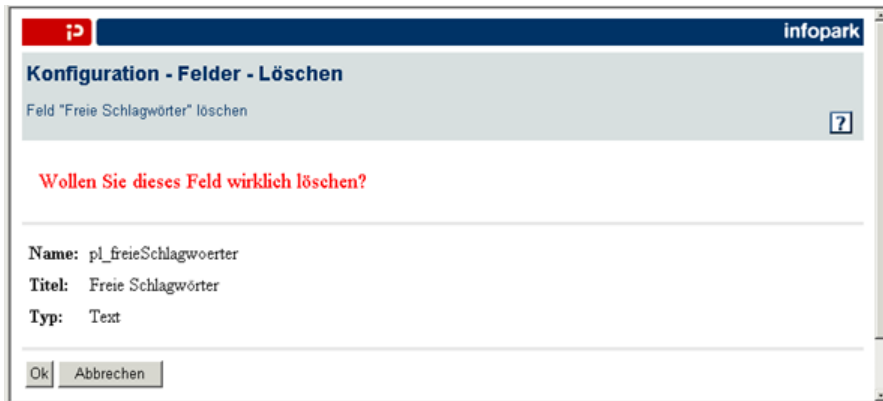 infopark
Konfiguration - Felder - Löschen
Feld "Freie Schlagwörter" löschen
?
Wollen Sie dieses Feld wirklich löschen?
Name: pl_freieSchlagwoerter
Titel: Freie Schlagwörter
Typ: Text
Ok Abbrechen